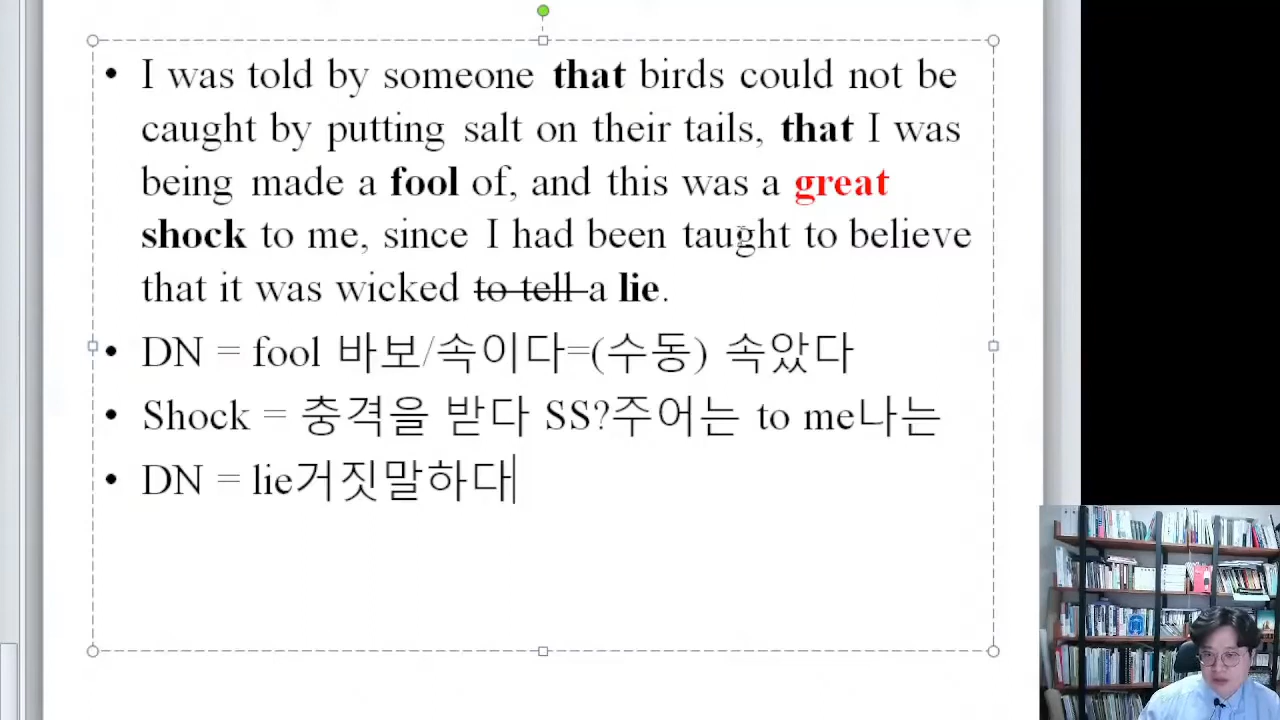 • I was told by someone that birds could not be
caught by putting salt on their tails, that I was
being made a fool of, and this was a great
shock to me, since I had been taught to believe
that it was wicked to tell a lie.
• DN = fool 바보/속이다=(수동) 속았다
• Shock = 충격을 받다 SS?주어는 to me나는
• DN = lie거짓말하다